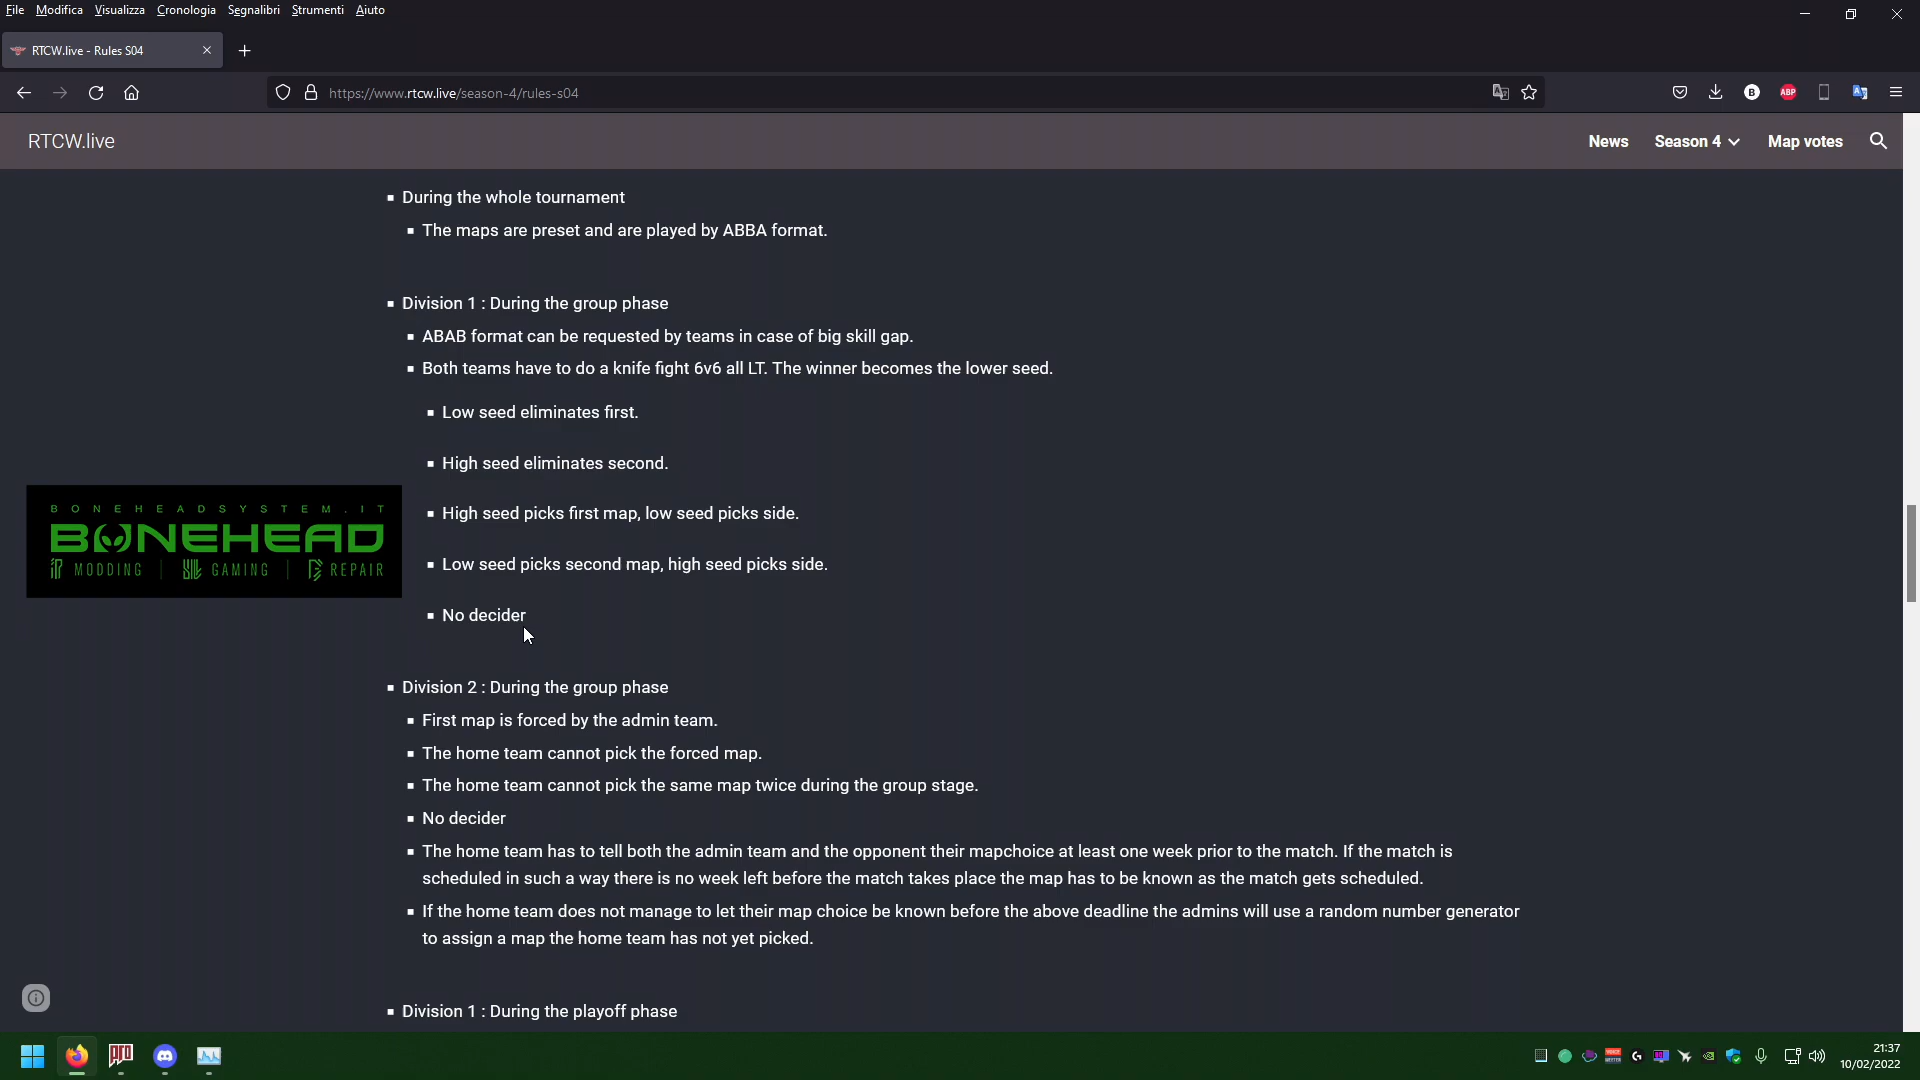 File Modifica Visualizza Cronologia Segnalibri Strumenti Aiuto
RTCW.live - Rules S04
https://www.rtcw.live/season-4/rules-s04
ABP
RTCW.live
News Season 4 Map votes
During the whole tournament
The maps are preset and are played by ABBA format.
Division 1 : During the group phase
ABAB format can be requested by teams in case of big skill gap.
Both teams have to do a knife fight 6v6 all LT. The winner becomes the lower seed.
Low seed eliminates first.
High seed eliminates second.
High seed picks first map, low seed picks side.
Low seed picks second map, high seed picks side.
No decider
BONEHEADSYSTEM.IT
BONEHEAD
MODDING | GAMING | REPAIR
Division 2 : During the group phase
First map is forced by the admin team.
The home team cannot pick the forced map.
The home team cannot pick the same map twice during the group stage.
No decider
The home team has to tell both the admin team and the opponent their mapchoice at least one week prior to the match. If the match is
scheduled in such a way there is no week left before the match takes place the map has to be known as the match gets scheduled.
If the home team does not manage to let their map choice be known before the above deadline the admins will use a random number generator
to assign a map the home team has not yet picked.
Division 1 : During the playoff phase
pro
21:37
10/02/2022